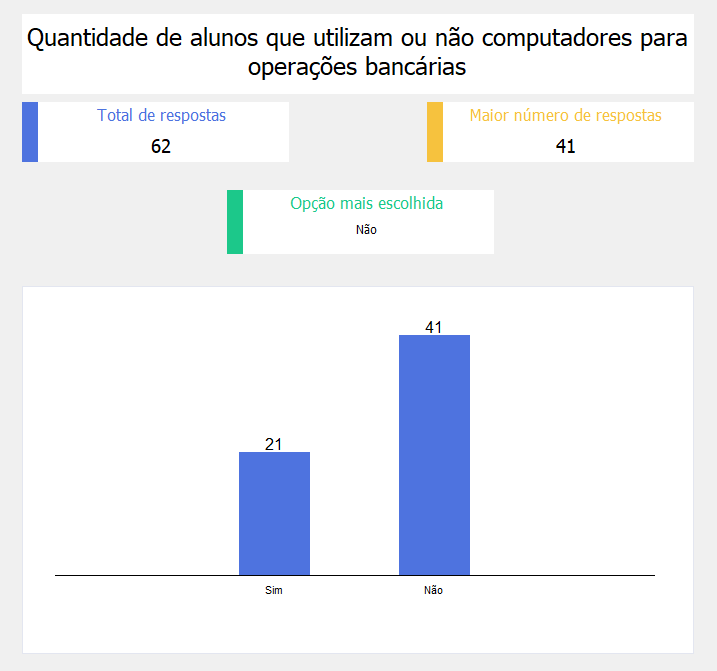 Quantidade de alunos que utilizam ou não computadores para
operações bancárias
Total de respostas
62
Maior número de respostas
41
Opção mais escolhida
Não
41
21
Sim
Não